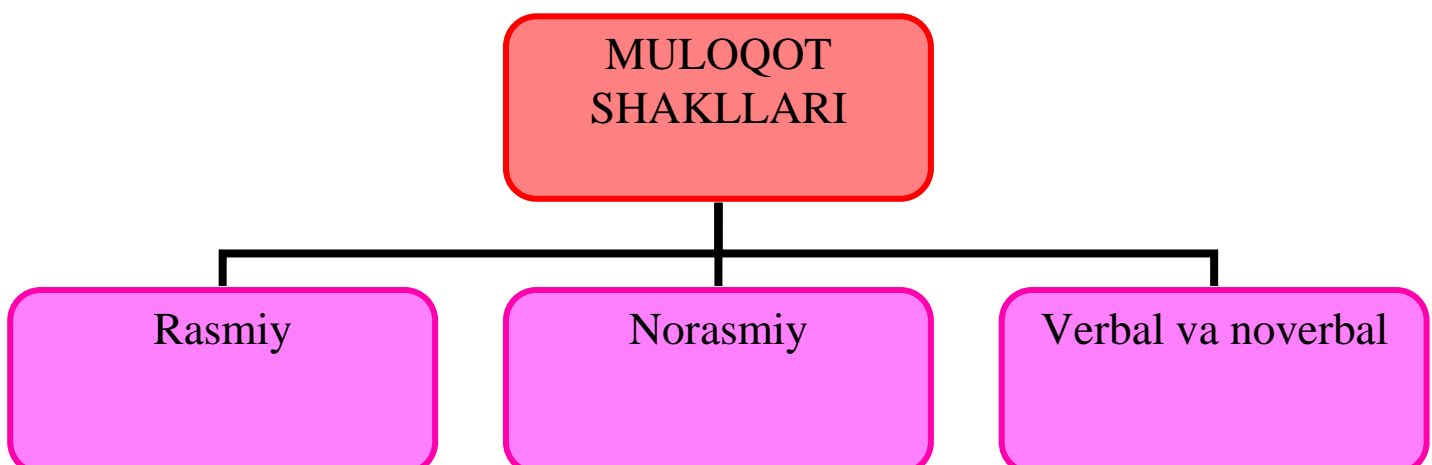 MULOQOT
SHAKLLARI
Rasmiy
Norasmiy
Verbal va noverbal